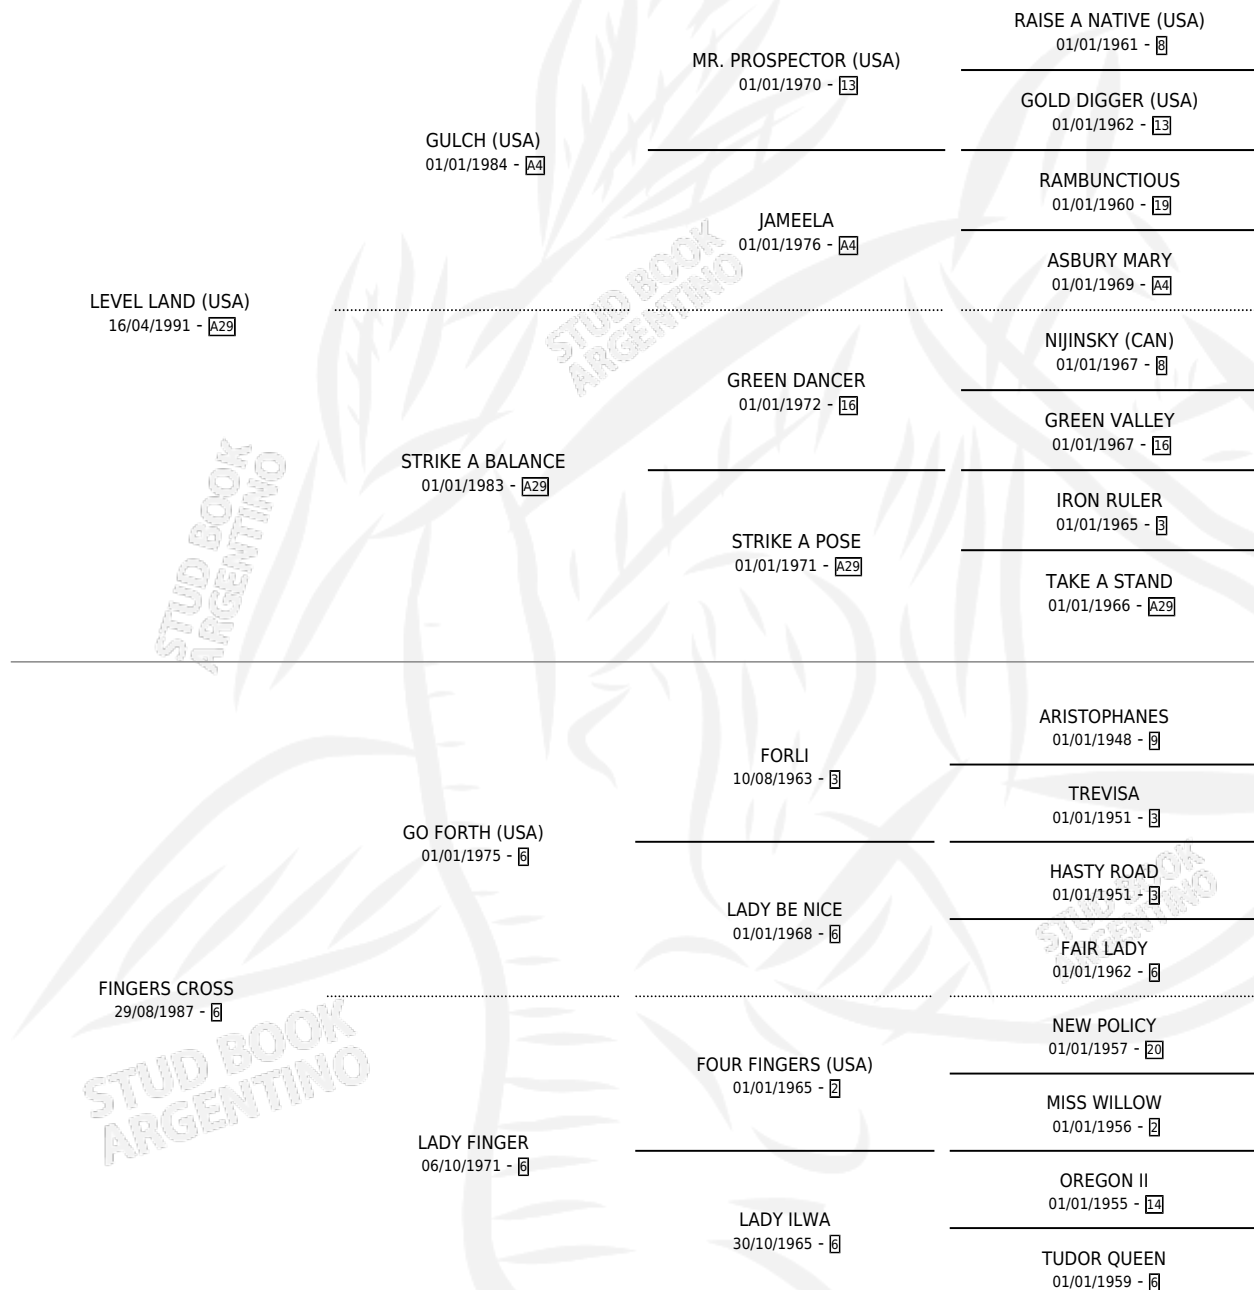 RAISE A NATIVE (USA)
01/01/1961 - 8
MR. PROSPECTOR (USA)
01/01/1970 - 13
GOLD DIGGER (USA)
01/01/1962 - 13
GULCH (USA)
01/01/1984 - A4
RAMBUNCTIOUS
01/01/1960 - 19
JAMEELA
01/01/1976 - A4
ASBURY MARY
01/01/1969 - A4
LEVEL LAND (USA)
16/04/1991 - A29
NIJINSKY (CAN)
01/01/1967 - 8
GREEN DANCER
01/01/1972 - 16
GREEN VALLEY
01/01/1967 - 16
STRIKE A BALANCE
01/01/1983 - A29
IRON RULER
01/01/1965 - 3
STRIKE A POSE
01/01/1971 - A29
TAKE A STAND
01/01/1966 - A29
ARISTOPHANES
01/01/1948 - 9
FORLI
10/08/1963 - 3
TREVISA
01/01/1951 - 3
GO FORTH (USA)
01/01/1975 - 6
HASTY ROAD
01/01/1951 - 3
LADY BE NICE
01/01/1968 - 6
FAIR LADY
01/01/1962 - 6
FINGERS CROSS
29/08/1987 - 6
NEW POLICY
01/01/1957 - 20
FOUR FINGERS (USA)
01/01/1965 - 2
MISS WILLOW
01/01/1956 - 2
LADY FINGER
06/10/1971 - 6
OREGON II
01/01/1955 - 14
LADY ILWA
30/10/1965 - 6
TUDOR QUEEN
01/01/1959 - 6
STUD BOOK
ARGENTINO
STUD BOOK
ARGENTINO
STUD BOOK
ARGENTINO
STUD BOOK
ARGENTINO